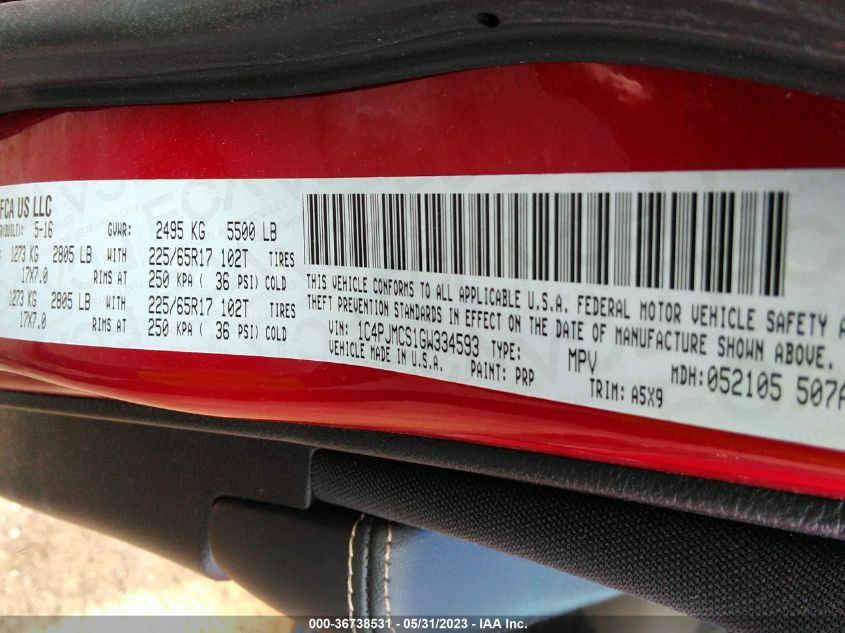 FCA US LLC
5-16 GVWR: 2495 KG 5500 LB
1273 KG 2805 LB WITH 225/65R17 102T TIRES
17X7.0 RIMS AT 250 KPA ( 36 PSI) COLD
1273 KG 2805 LB WITH 225/65R17 102T TIRES
17X7.0 RIMS AT 250 KPA ( 36 PSI) COLD
THIS VEHICLE CONFORMS TO ALL APPLICABLE U.S.A. FEDERAL MOTOR VEHICLE SAFETY
THEFT PREVENTION STANDARDS IN EFFECT ON THE DATE OF MANUFACTURE SHOWN ABOVE.
VIN: 1C4PJMCS1GW334593 TYPE: MPV MDH:052105 507A
VEHICLE MADE IN U.S.A. PAINT: PRP TRIM: A5X9
000-36738531 - 05/31/2023 - IAA Inc.